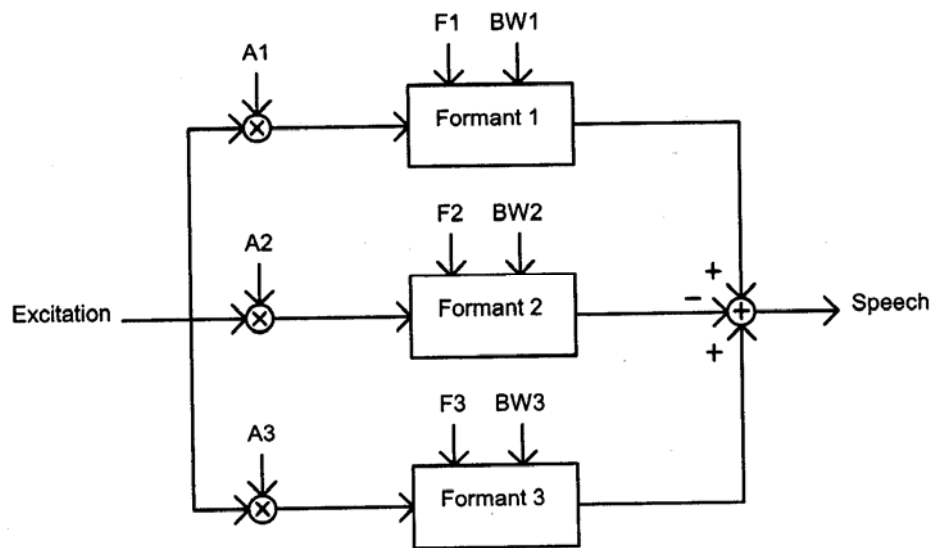 F1 BW1
A1
Formant 1
F2 BW2
A2
+
−
Excitation
Formant 2
+
Speech
+
F3 BW3
A3
Formant 3